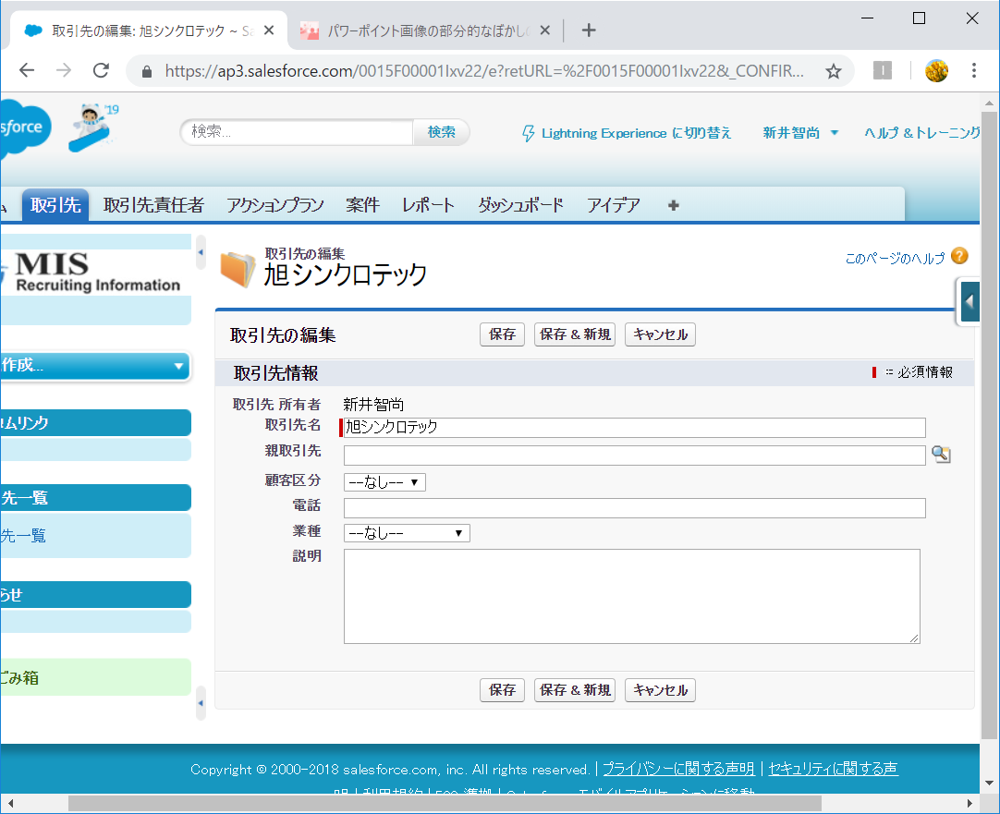 取引先の編集: 旭シンクロテック ~ Sa
パワーポイント画像の部分的なぼかし
https://ap3.salesforce.com/0015F00001Ixv22/e?retURL=%2F0015F00001Ixv22&_CONFIR...
sforce
'19
検索...
検索
Lightning Experience に切り替え
新井智尚
ヘルプ & トレーニング
ム 取引先 取引先責任者 アクションプラン 案件 レポート ダッシュボード アイデア +
MIS
Recruiting Information
作成...
ムリンク
先一覧
先一覧
らせ
ごみ箱
取引先の編集
旭シンクロテック
このページのヘルプ
取引先の編集
保存 保存 & 新規 キャンセル
取引先情報
= 必須情報
取引先 所有者 新井智尚
取引先名 旭シンクロテック
親取引先
顧客区分 --なし--
電話
業種 --なし--
説明
保存 保存 & 新規 キャンセル
Copyright © 2000-2018 salesforce.com, inc. All rights reserved. | プライバシーに関する声明 | セキュリティに関する声
明 | 利用規約 | 508 準拠 | Salesforce モバイルアプリケーションに移動